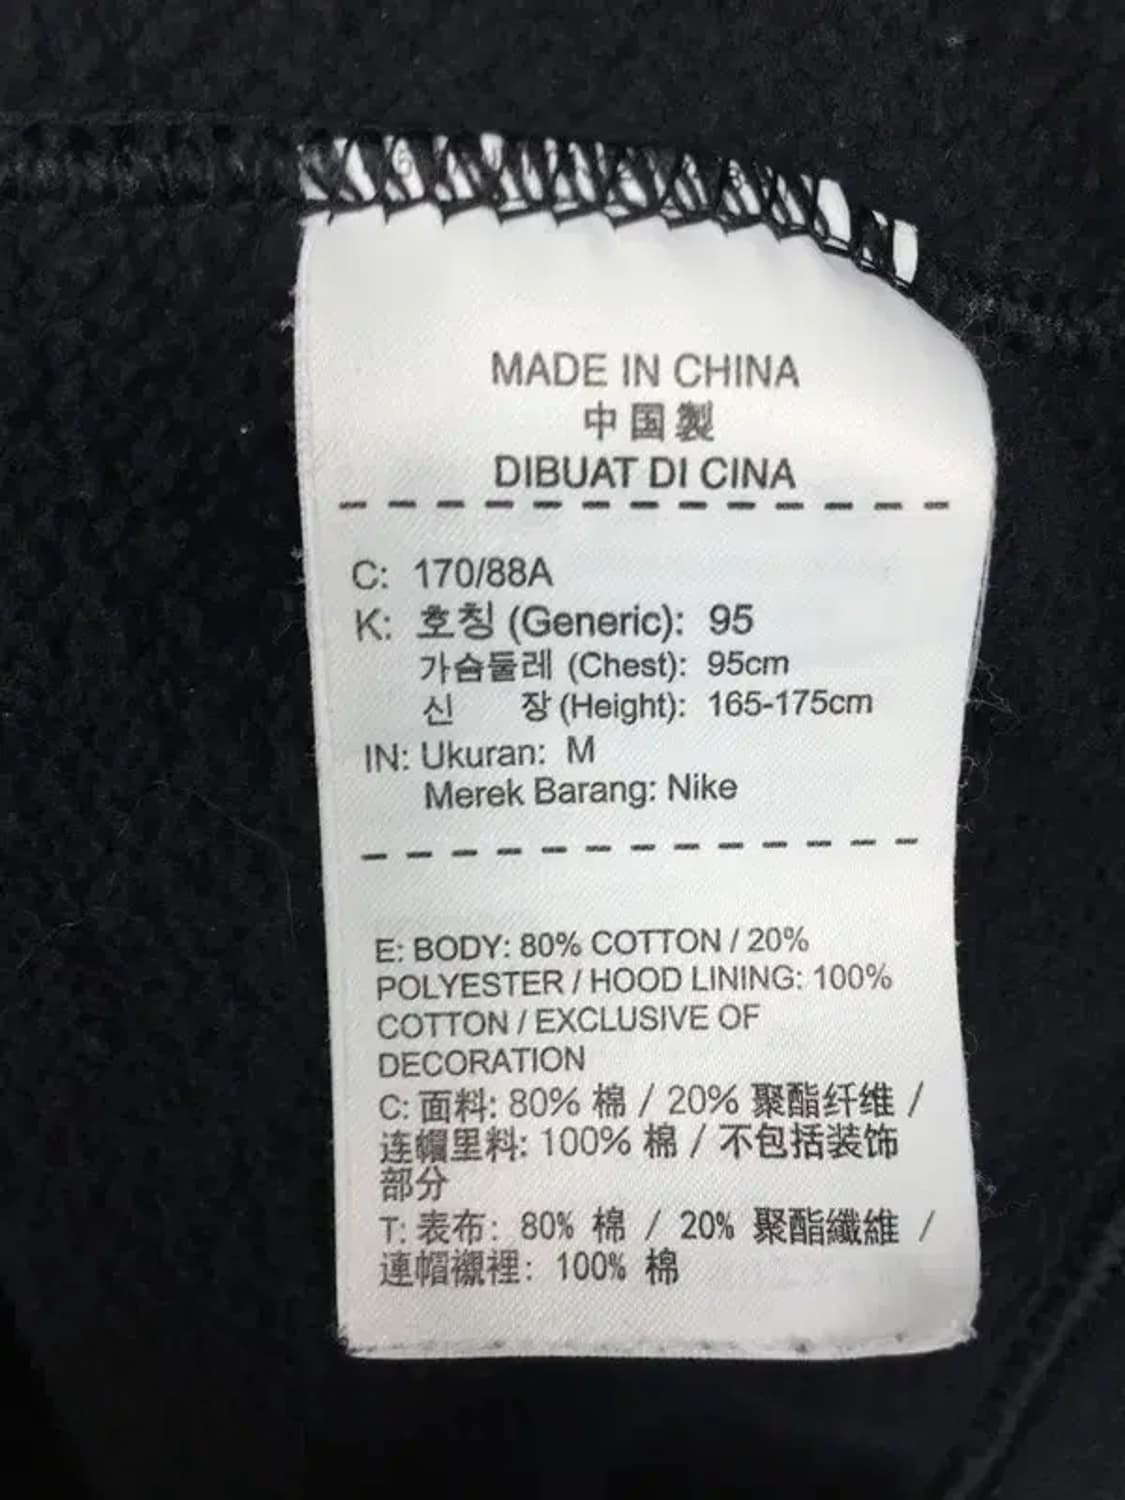 MADE IN CHINA
中国製
DIBUAT DI CINA
C: 170/88A
K: 호칭 (Generic): 95
가슴둘레 (Chest): 95cm
신 장 (Height): 165-175cm
IN: Ukuran: M
Merek Barang: Nike
E: BODY: 80% COTTON / 20%
POLYESTER / HOOD LINING: 100%
COTTON / EXCLUSIVE OF
DECORATION
C: 面料: 80% 棉 / 20% 聚酯纤维 /
连帽里料: 100% 棉 / 不包括装饰
部分
T: 表布: 80% 棉 / 20% 聚酯纖維 /
連帽襯裡: 100% 棉